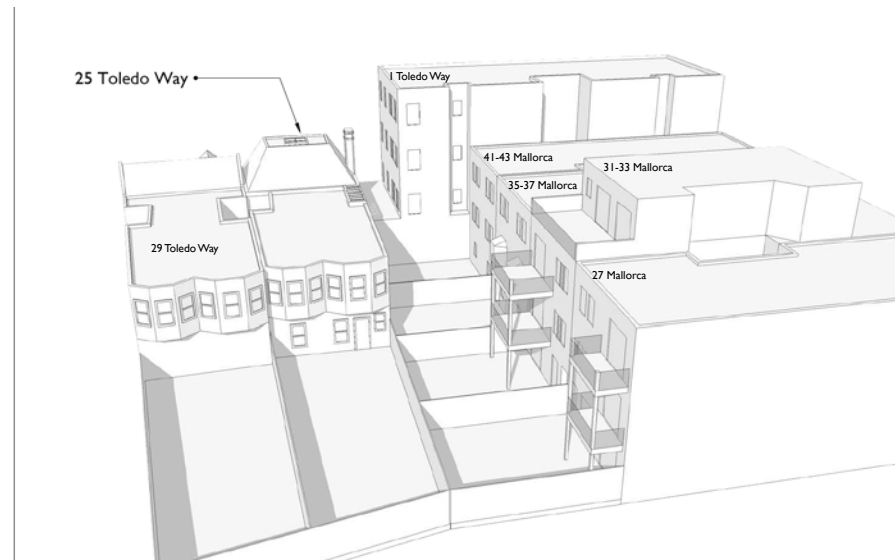 1 Toledo Way
25 Toledo Way
41-43 Mallorca
31-33 Mallorca
35-37 Mallorca
29 Toledo Way
27 Mallorca